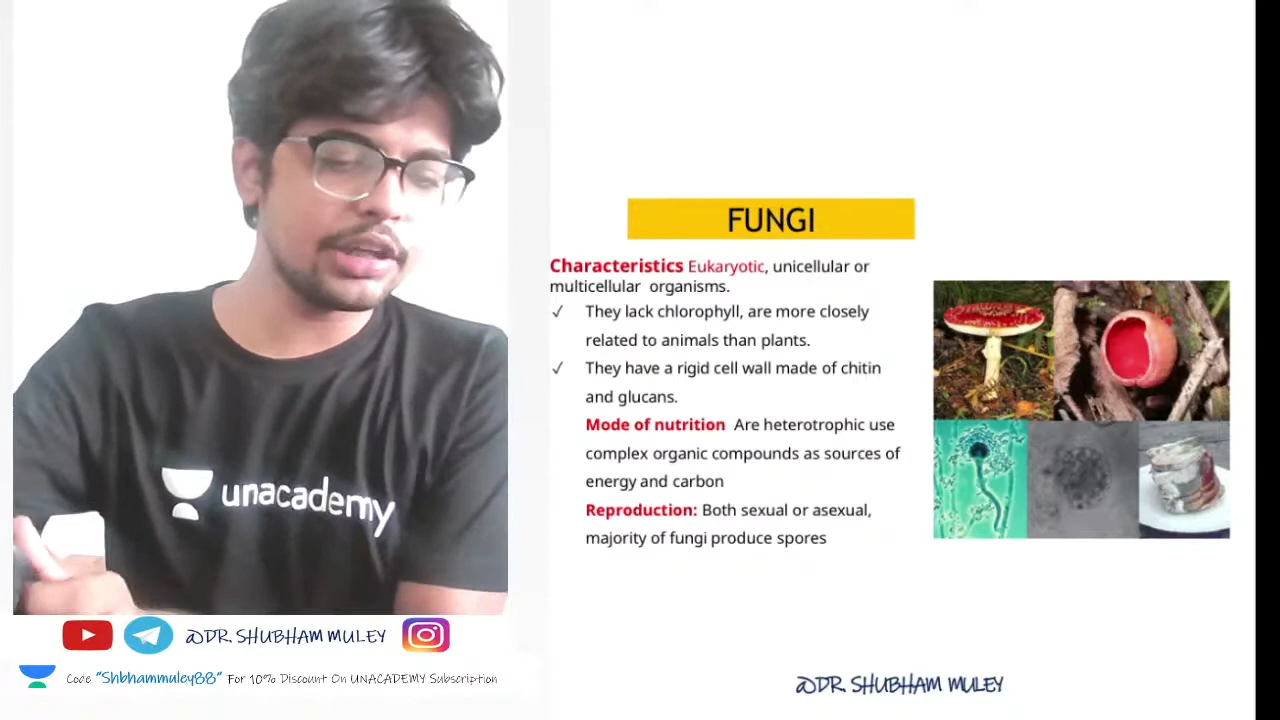 unacademy
@DR. SHUBHAM MULEY
Code "Shbhammuley88" For 10% Discount On UNACADEMY Subscription
FUNGI
Characteristics Eukaryotic, unicellular or
multicellular organisms.
✓ They lack chlorophyll, are more closely
related to animals than plants.
✓ They have a rigid cell wall made of chitin
and glucans.
Mode of nutrition Are heterotrophic use
complex organic compounds as sources of
energy and carbon
Reproduction: Both sexual or asexual,
majority of fungi produce spores
@DR. SHUBHAM MULEY